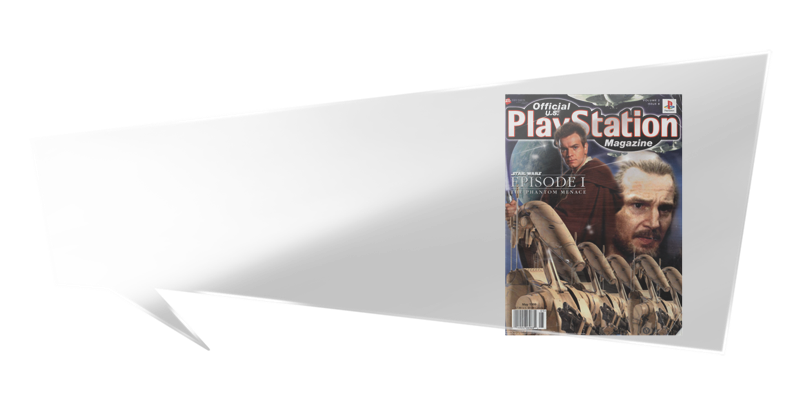 Official
U.S.
PlayStation
Magazine
STAR WARS
EPISODE I
THE PHANTOM MENACE